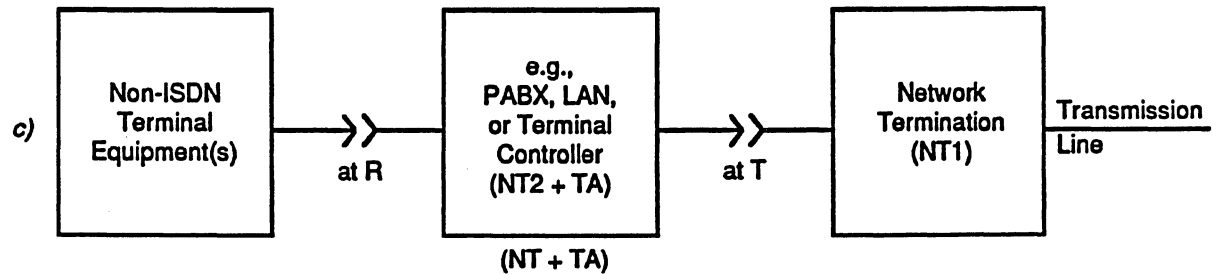 c)
Non-ISDN
Terminal
Equipment(s)
at R
e.g.,
PABX, LAN,
or Terminal
Controller
(NT2 + TA)
(NT + TA)
at T
Network
Termination
(NT1)
Transmission
Line